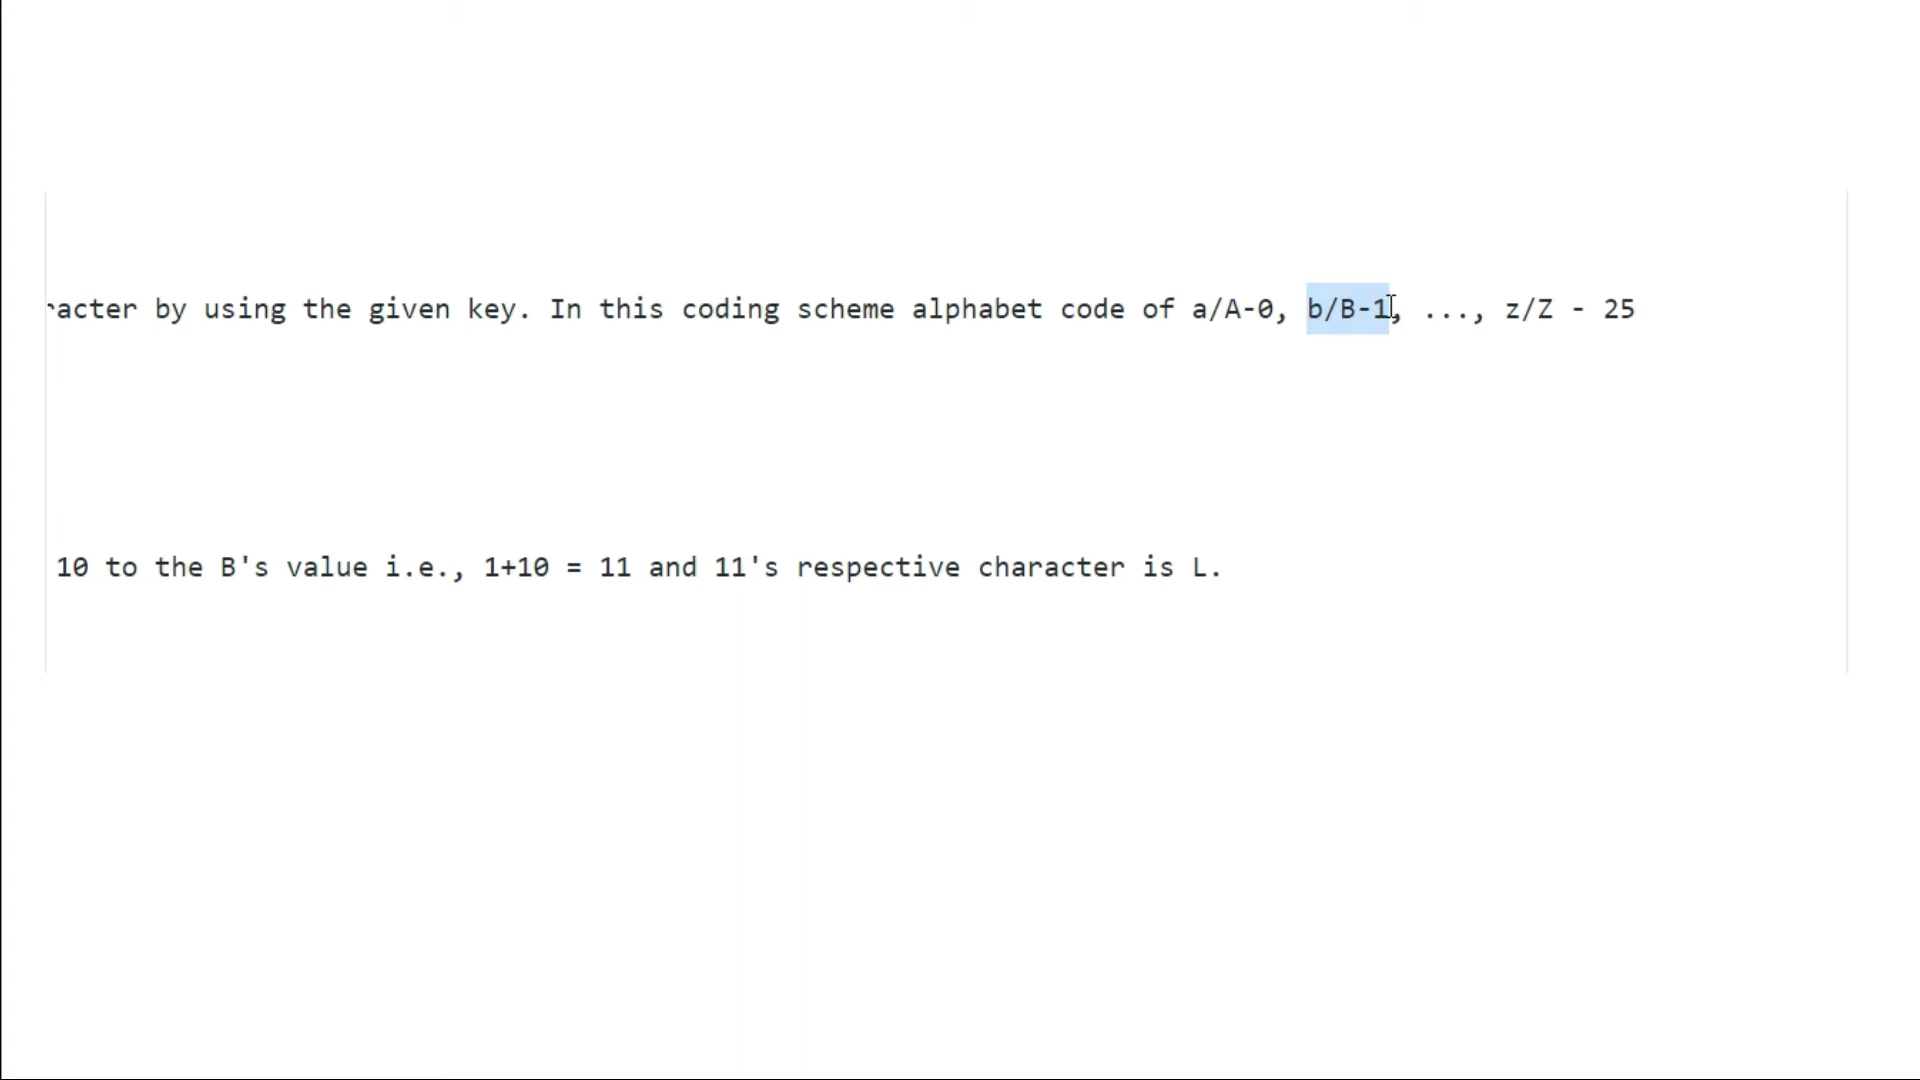 by using the given key. In this coding scheme alphabet code of a/A-0, b/B-1, ..., z/Z - 25
10 to the B's value i.e., 1+10 = 11 and 11's respective character is L.